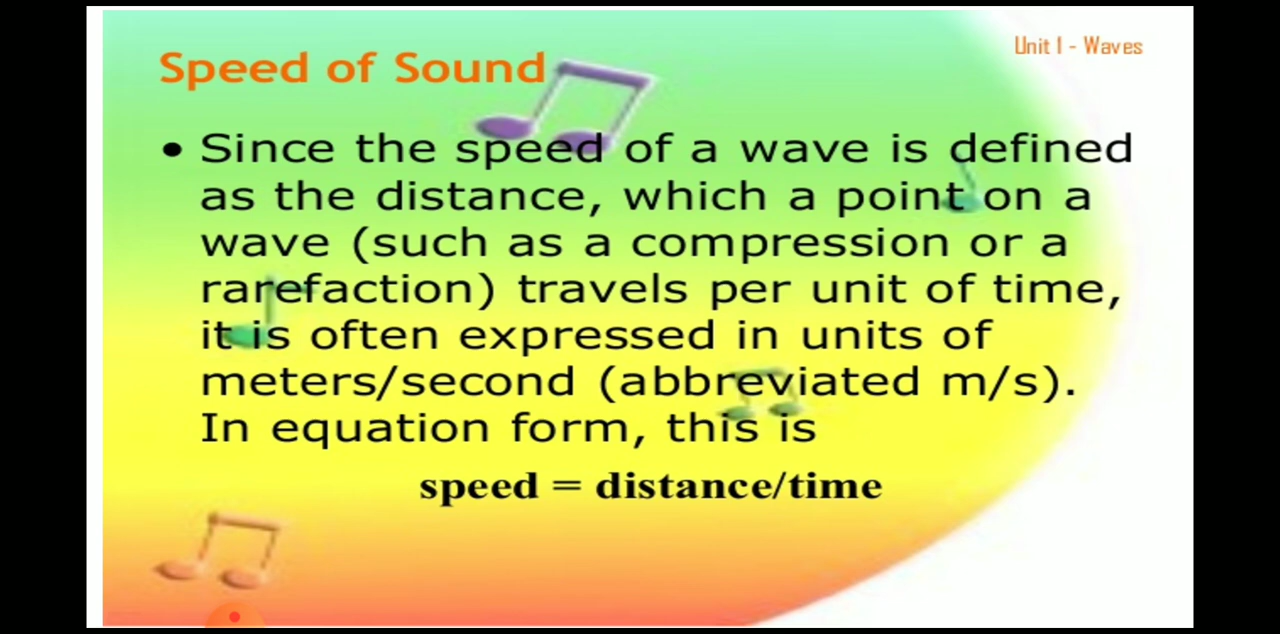 Unit 1 - Waves
Speed of Sound
• Since the speed of a wave is defined
as the distance, which a point on a
wave (such as a compression or a
rarefaction) travels per unit of time,
it is often expressed in units of
meters/second (abbreviated m/s).
In equation form, this is
speed = distance/time